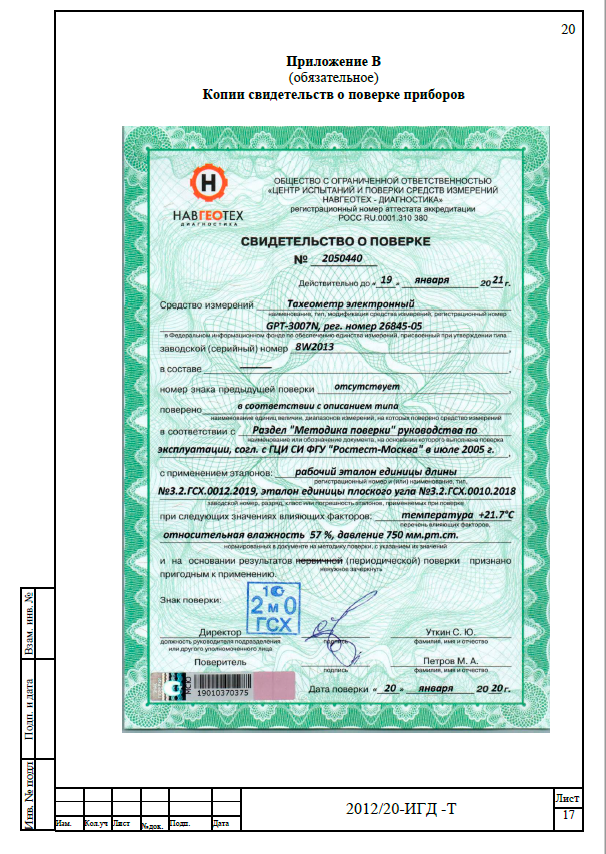 20
Приложение В
(обязательное)
Копии свидетельств о поверке приборов
Н
НАВГЕОТЕХ
ДИАГНОСТИКА
ОБЩЕСТВО С ОГРАНИЧЕННОЙ ОТВЕТСТВЕННОСТЬЮ
«ЦЕНТР ИСПЫТАНИЙ И ПОВЕРКИ СРЕДСТВ ИЗМЕРЕНИЙ
НАВГЕОТЕХ - ДИАГНОСТИКА»
регистрационный номер аттестата аккредитации
РОСС RU.0001.310 380
СВИДЕТЕЛЬСТВО О ПОВЕРКЕ
№ 2050440
Действительно до « 19 » января 20 21 г.
Средство измерений Тахеометр электронный
наименование, тип, модификация средства измерений, регистрационный номер
GPT-3007N, рег. номер 26845-05
в Федеральном информационном фонде по обеспечению единства измерений, присвоенный при утверждении типа
заводской (серийный) номер 8W2013
в составе
номер знака предыдущей поверки отсутствует
поверено в соответствии с описанием типа
наименование единиц величин, диапазонов измерений, на которых поверено средство измерений
в соответствии с Раздел "Методика поверки" руководства по
наименование или обозначение документа, на основании которого выполнена поверка
эксплуатации, согл. с ГЦИ СИ ФГУ "Ростест-Москва" в июле 2005 г.
с применением эталонов: рабочий эталон единицы длины
регистрационный номер и (или) наименование, тип,
№3.2.ГСХ.0012.2019, эталон единицы плоского угла №3.2.ГСХ.0010.2018
заводской номер, разряд, класс или погрешность эталонов, применяемых при поверке
при следующих значениях влияющих факторов: температура +21.7°С
перечень влияющих факторов,
относительная влажность 57 %, давление 750 мм.рт.ст.
нормированных в документе на методику поверки, с указанием их значений
и на основании результатов первичной (периодической) поверки признано
ненужное зачеркнуть
пригодным к применению.
Знак поверки:
2 м 0
ГСХ
Директор Уткин С. Ю.
должность руководителя подразделения подпись фамилия, имя и отчество
или другого уполномоченного лица
Поверитель Петров М. А.
подпись фамилия, имя и отчество
19010370375
Дата поверки « 20 » января 20 20 г.
Взам. инв. №
Подп. и дата
Инв. № подл
Изм. Кол.уч Лист №док. Подп. Дата
2012/20-ИГД -Т
Лист
17